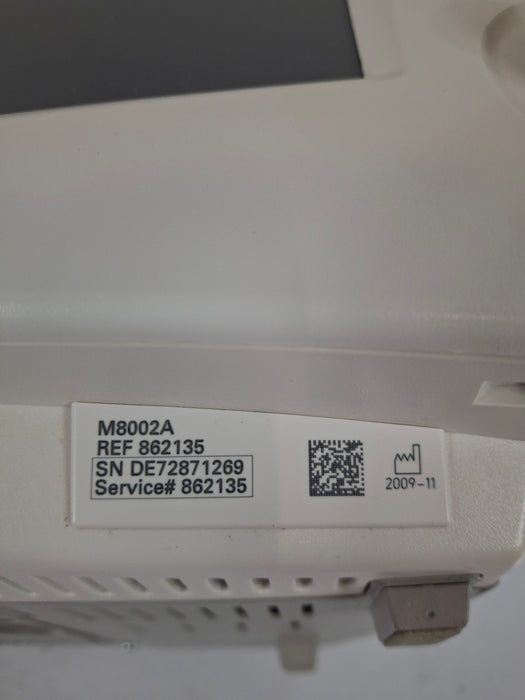 M8002A
REF 862135
SN DE72871269
Service# 862135
2009-11